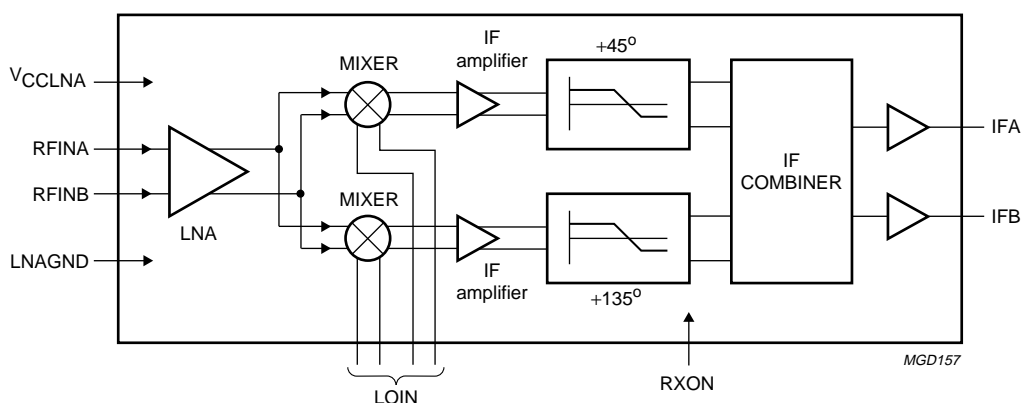 IF
amplifier
+45°
MIXER
VCCLNA
RFINA
RFINB
LNA
LNAGND
MIXER
IF
amplifier
+135°
IF
COMBINER
IFA
IFB
LOIN
RXON
MGD157